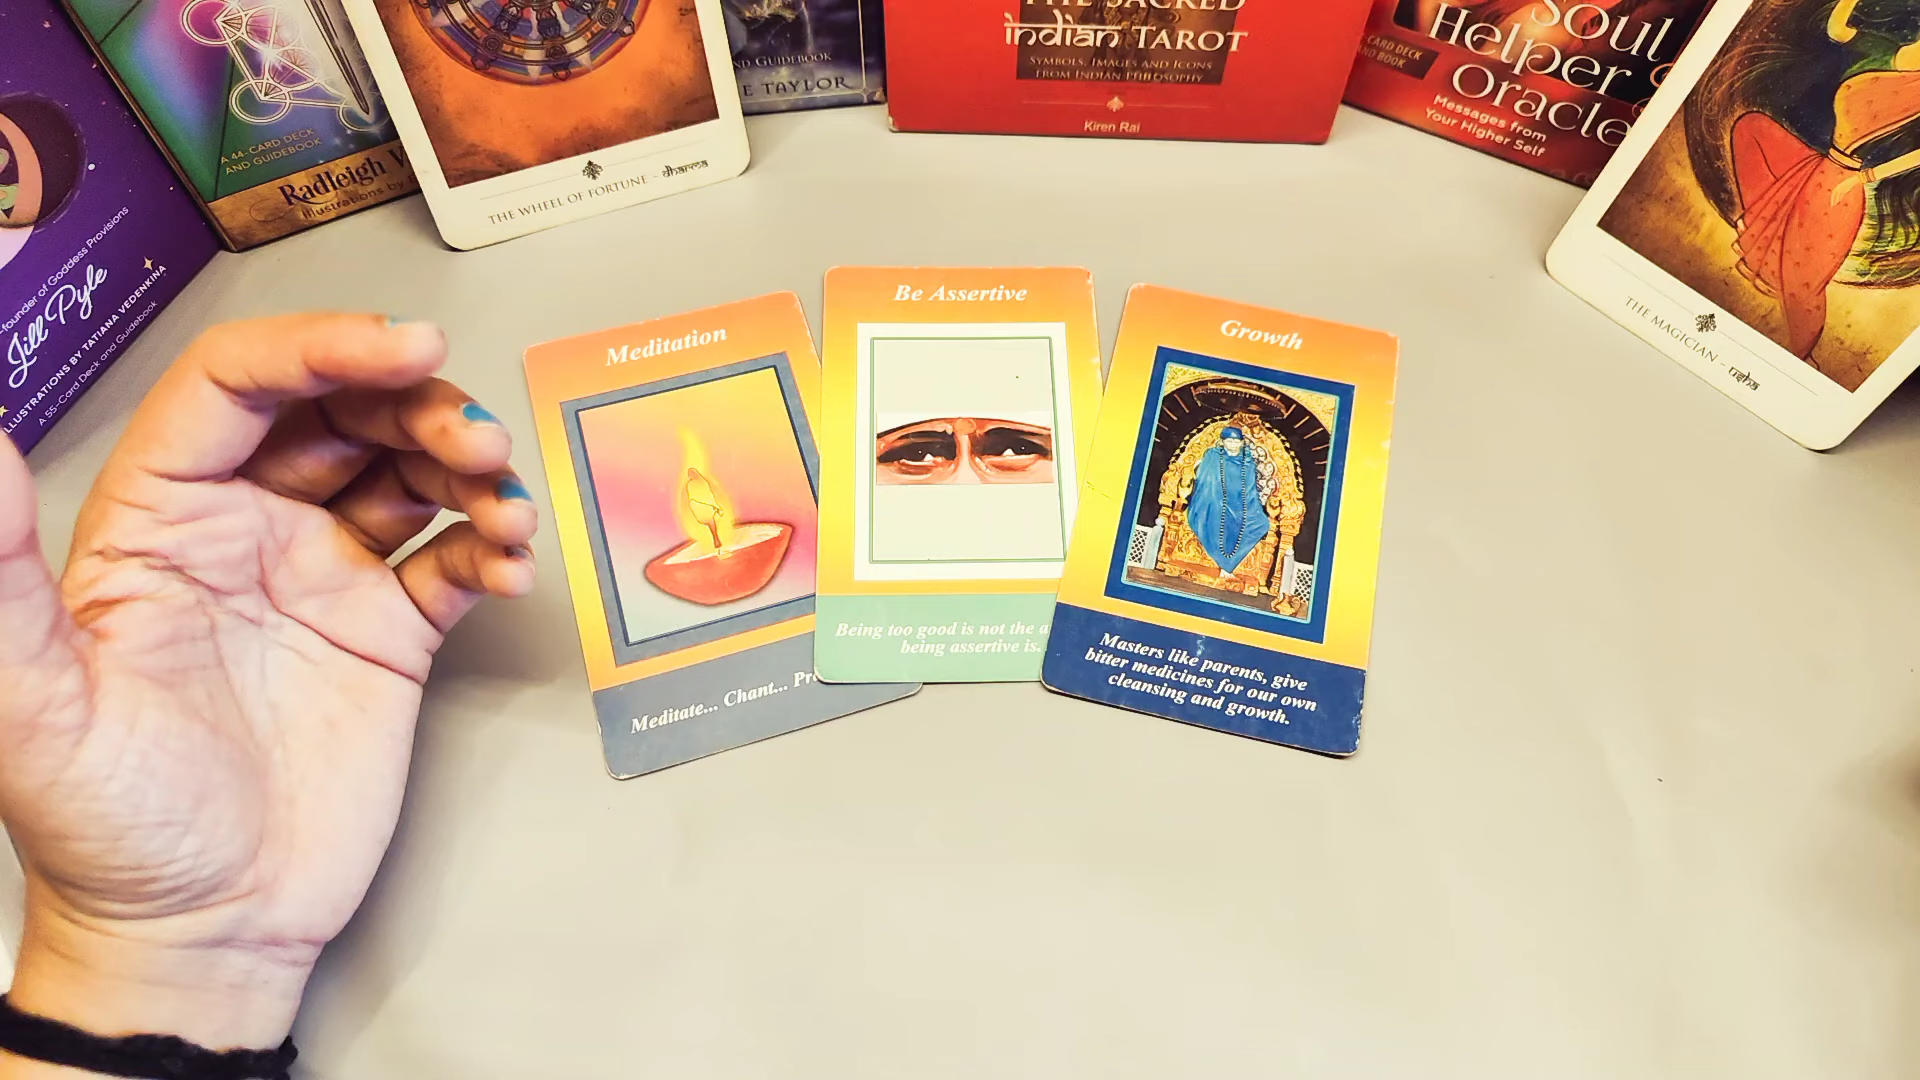 -founder of Goddess Provisions
Jill Pyle
ILLUSTRATIONS BY TATIANA VEDENKINA
A 55-Card Deck and Guidebook
A 44-CARD DECK
AND GUIDEBOOK
Radleigh
Illustrations by
THE WHEEL OF FORTUNE ~ dharma
ND GUIDEBOOK
E TAYLOR
THE SACRED
indian TAROT
SYMBOLS, IMAGES AND ICONS
FROM INDIAN PHILOSOPHY
Kiren Rai
Soul
Helper
Oracle
-CARD DECK
AND BOOK
Messages from
Your Higher Self
THE MAGICIAN ~ usha
Meditation
Meditate... Chant... Pr
Be Assertive
Being too good is not the a
being assertive is.
Growth
Masters like parents, give
bitter medicines for our own
cleansing and growth.